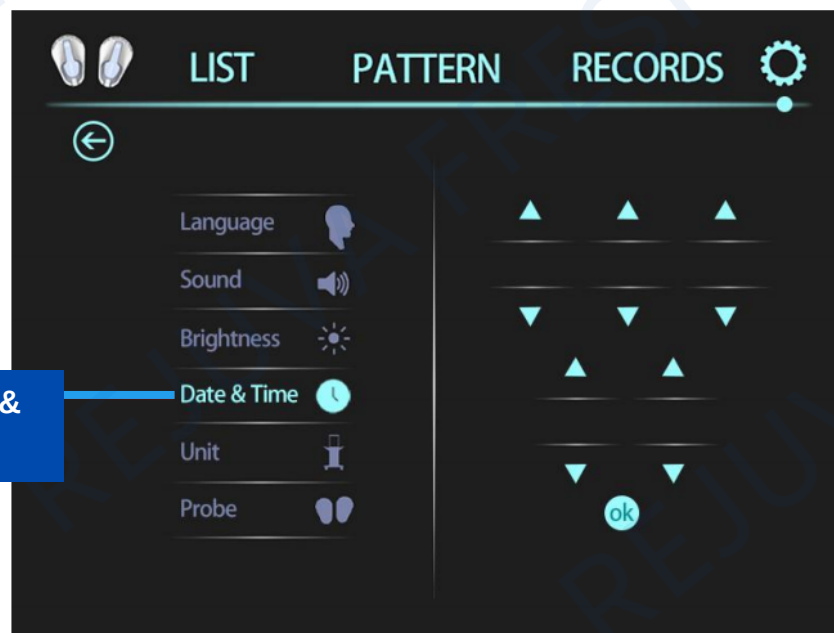 LIST PATTERN RECORDS
Language
Sound
Brightness
&
Date & Time
Unit
Probe
ok